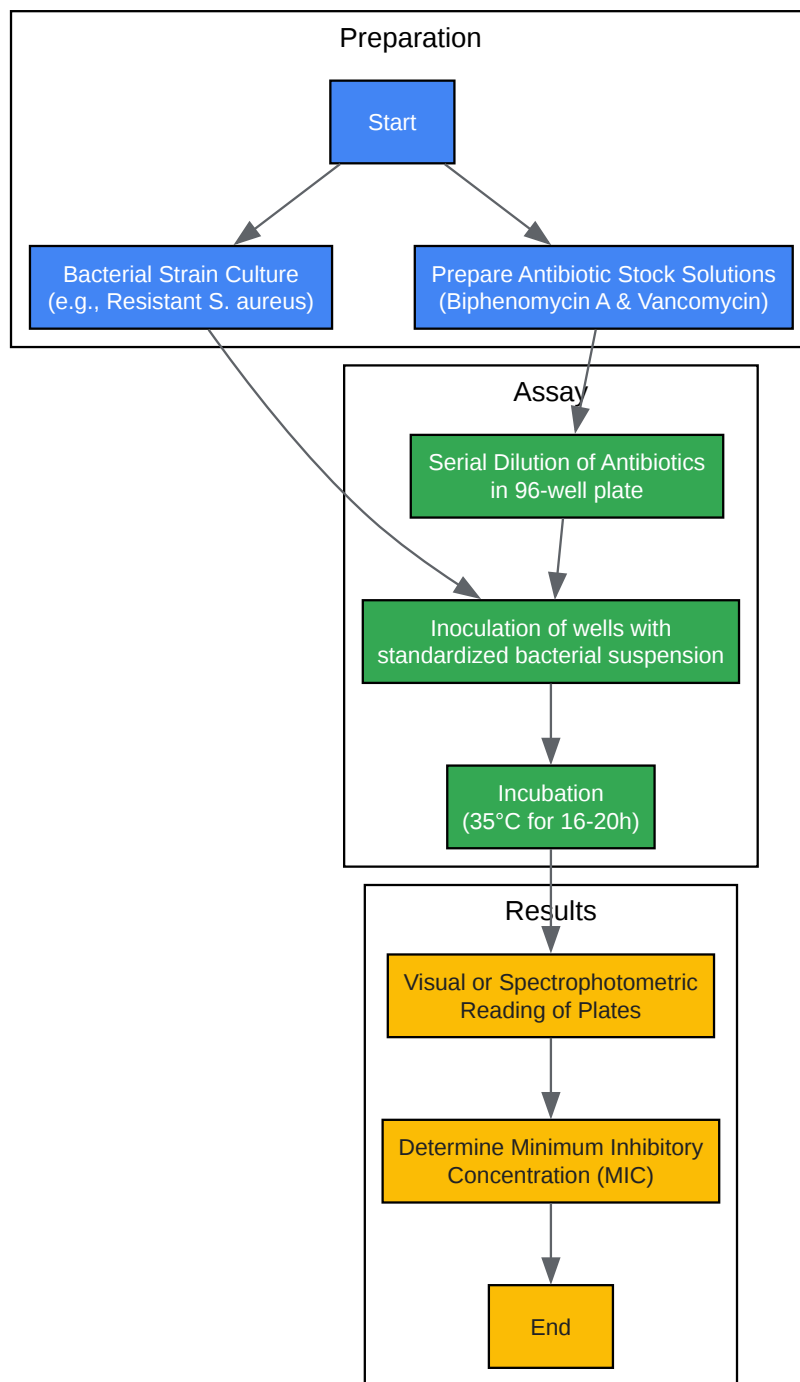 Preparation
Start
Bacterial Strain Culture
(e.g., Resistant S. aureus)
Prepare Antibiotic Stock Solutions
(Biphenomycin A & Vancomycin)
Assay
Serial Dilution of Antibiotics
in 96-well plate
Inoculation of wells with
standardized bacterial suspension
Incubation
(35°C for 16-20h)
Results
Visual or Spectrophotometric
Reading of Plates
Determine Minimum Inhibitory
Concentration (MIC)
End